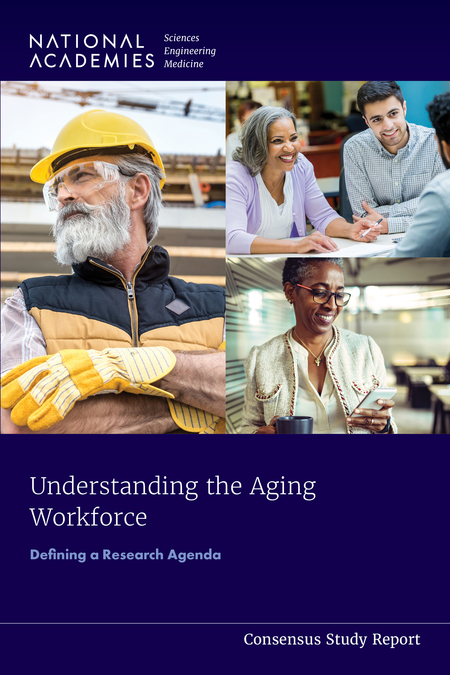 NATIONAL
ACADEMIES
Sciences
Engineering
Medicine
Understanding the Aging
Workforce
Defining a Research Agenda
Consensus Study Report